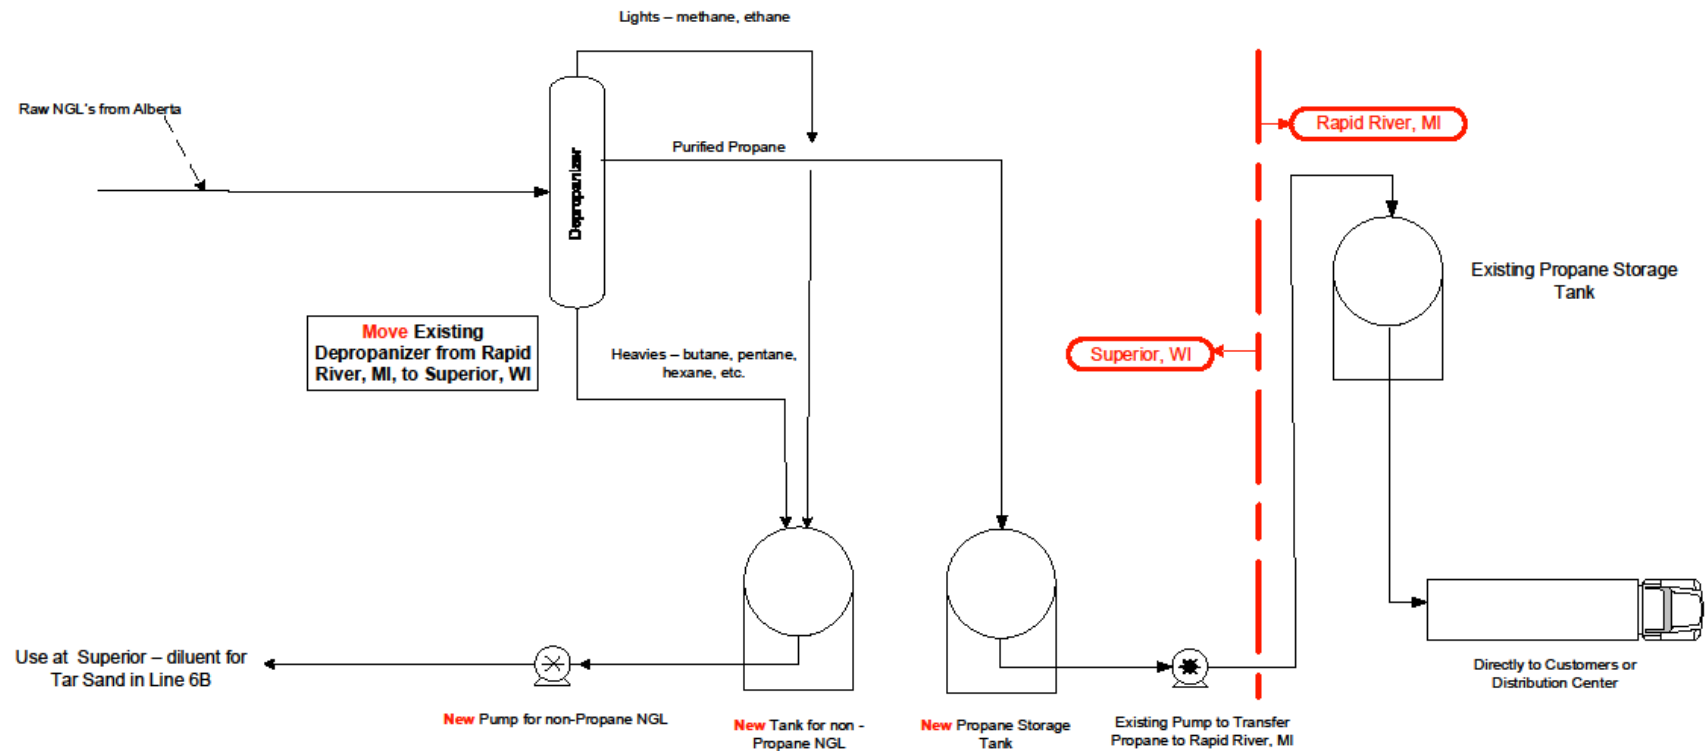 Lights – methane, ethane
Raw NGL's from Alberta
Rapid River, MI
Purified Propane
Depropanizer
Existing Propane Storage
Tank
Move Existing
Depropanizer from Rapid
River, MI, to Superior, WI
Heavies – butane, pentane,
hexane, etc.
Superior, WI
Use at Superior – diluent for
Tar Sand in Line 6B
New Pump for non-Propane NGL
New Tank for non -
Propane NGL
New Propane Storage
Tank
Existing Pump to Transfer
Propane to Rapid River, MI
Directly to Customers or
Distribution Center